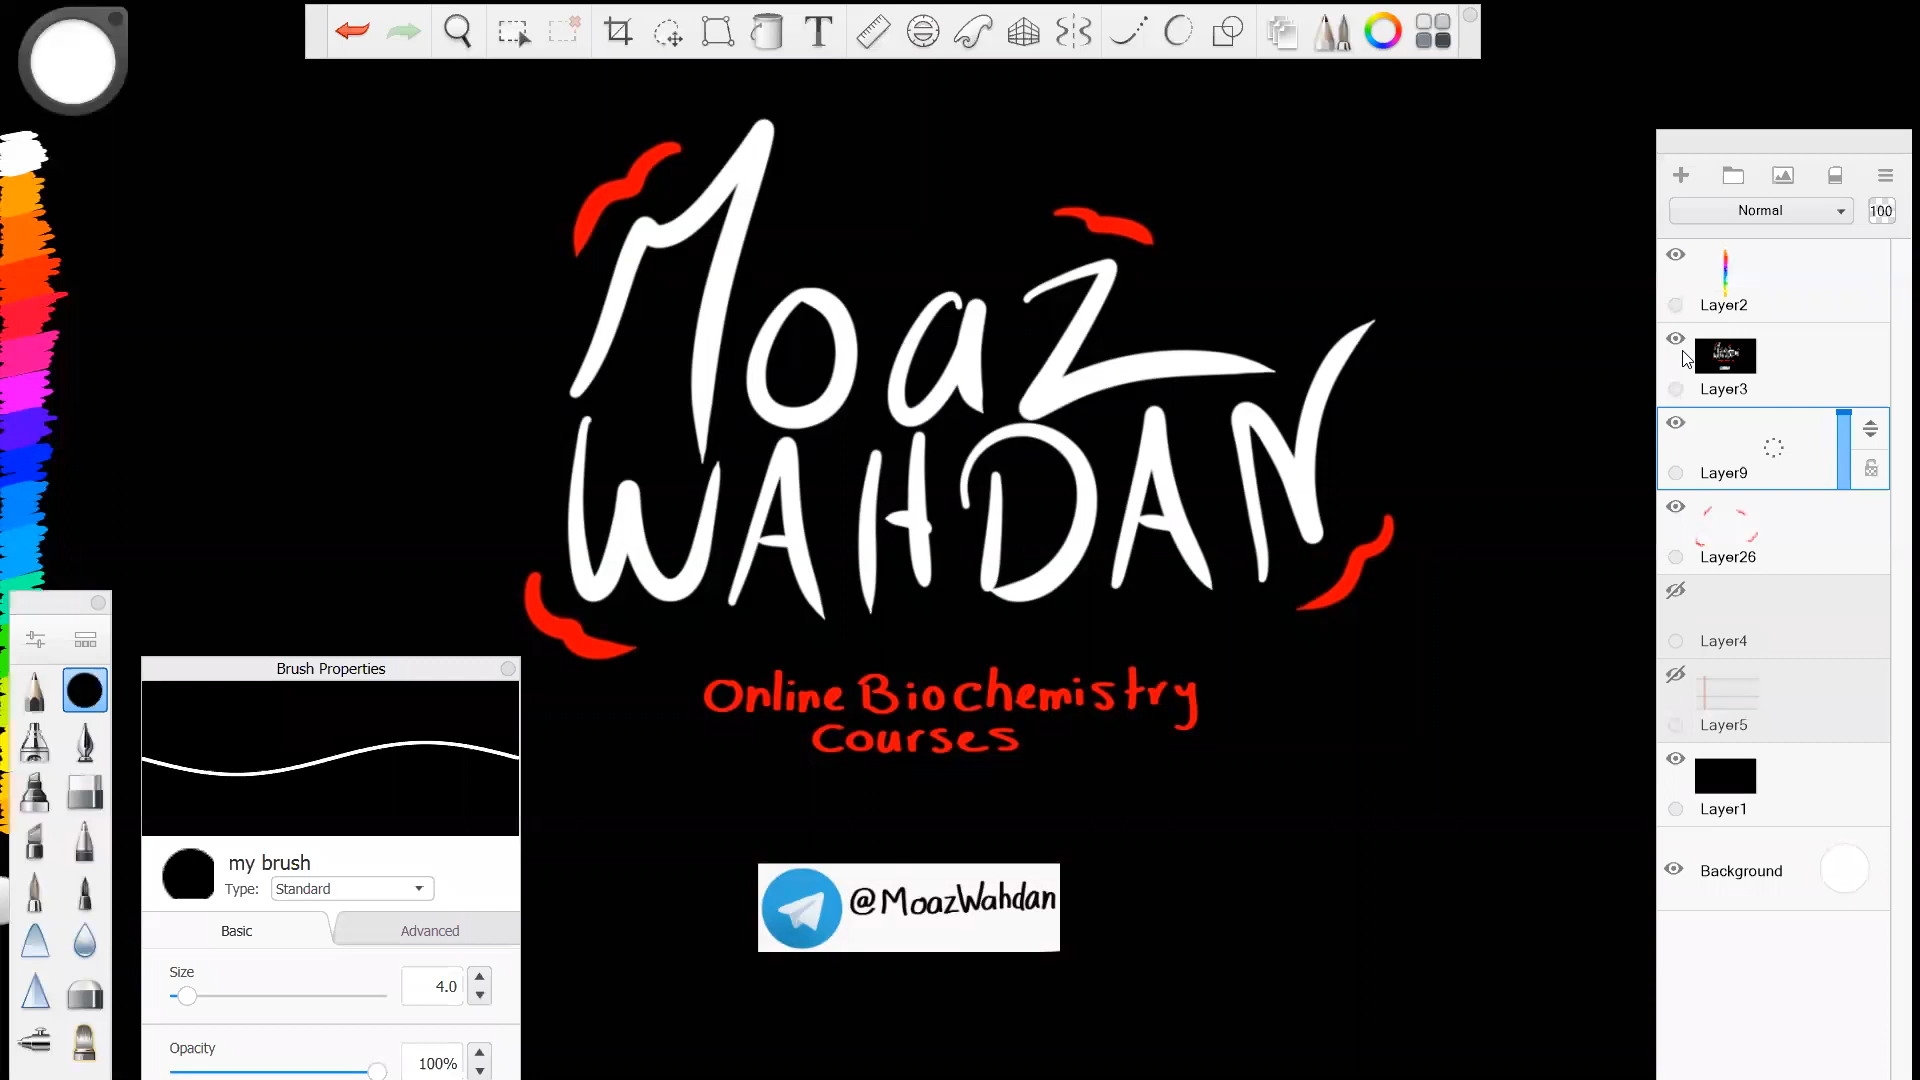 T
Normal
100
Layer2
Layer3
Layer9
Layer26
Layer4
Layer5
Layer1
Background
Moaz
WAHDAN
Online Biochemistry
Courses
@MoazWahdan
Brush Properties
my brush
Type: Standard
Basic Advanced
Size
4.0
Opacity
100%